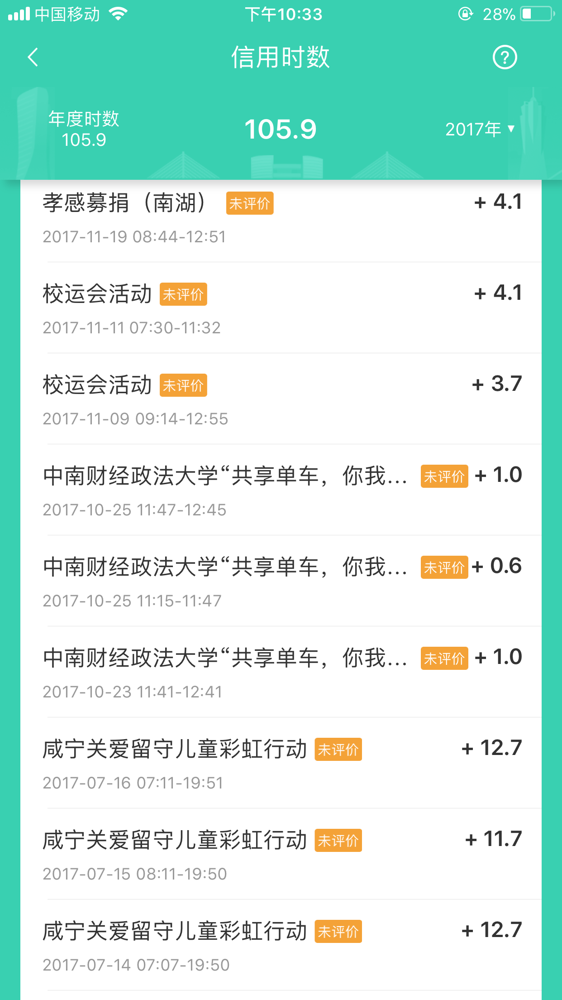 中国移动 下午10:33 28%
信用时数 ?
年度时数
105.9
105.9
2017年 ▼
孝感募捐（南湖） 未评价 + 4.1
2017-11-19 08:44-12:51
校运会活动 未评价 + 4.1
2017-11-11 07:30-11:32
校运会活动 未评价 + 3.7
2017-11-09 09:14-12:55
中南财经政法大学“共享单车，你我... 未评价 + 1.0
2017-10-25 11:47-12:45
中南财经政法大学“共享单车，你我... 未评价 + 0.6
2017-10-25 11:15-11:47
中南财经政法大学“共享单车，你我... 未评价 + 1.0
2017-10-23 11:41-12:41
咸宁关爱留守儿童彩虹行动 未评价 + 12.7
2017-07-16 07:11-19:51
咸宁关爱留守儿童彩虹行动 未评价 + 11.7
2017-07-15 08:11-19:50
咸宁关爱留守儿童彩虹行动 未评价 + 12.7
2017-07-14 07:07-19:50